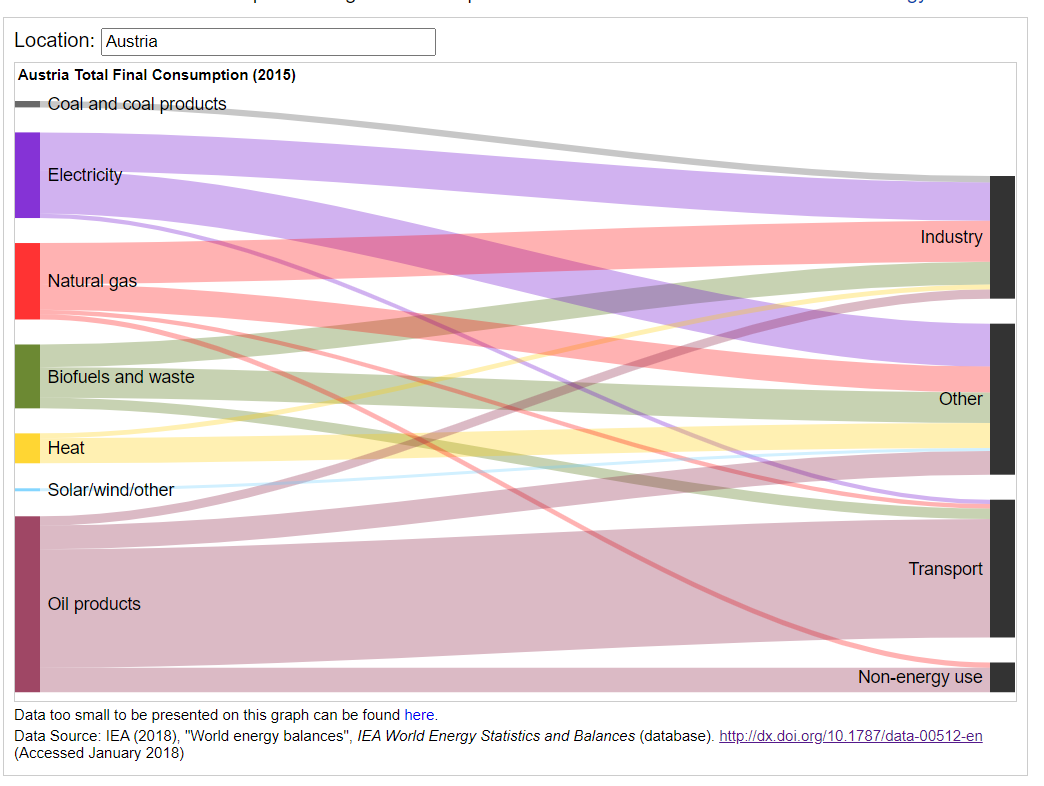 Location: Austria
Austria Total Final Consumption (2015)
Coal and coal products
Electricity
Industry
Natural gas
Biofuels and waste
Other
Heat
Solar/wind/other
Transport
Oil products
Non-energy use
Data too small to be presented on this graph can be found here.
Data Source: IEA (2018), "World energy balances", IEA World Energy Statistics and Balances (database). http://dx.doi.org/10.1787/data-00512-en
(Accessed January 2018)